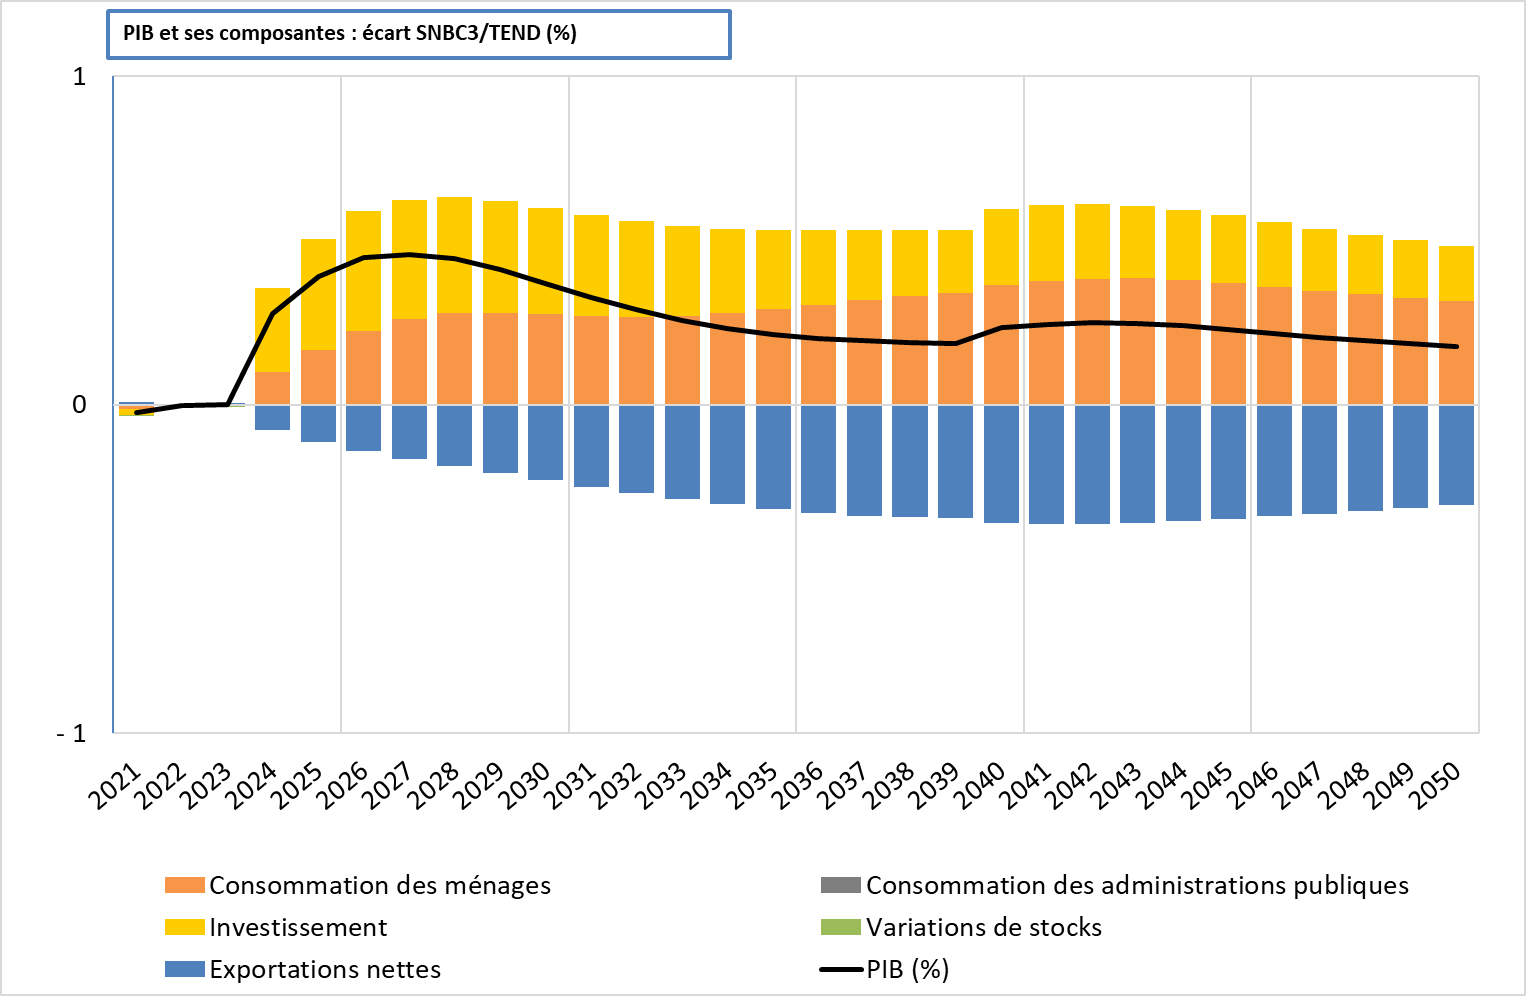 PIB et ses composantes : écart SNBC3/TEND (%)
1
0
- 1
2021 2022 2023 2024 2025 2026 2027 2028 2029 2030 2031 2032 2033 2034 2035 2036 2037 2038 2039 2040 2041 2042 2043 2044 2045 2046 2047 2048 2049 2050
Consommation des ménages Consommation des administrations publiques
Investissement Variations de stocks
Exportations nettes PIB (%)